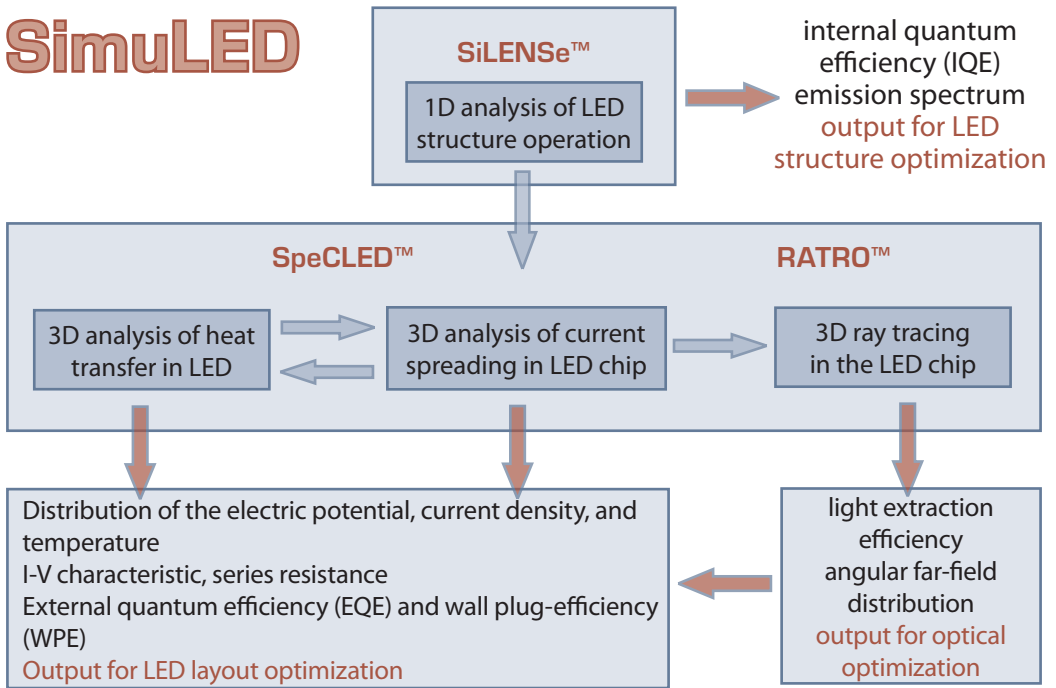 SimuLED
SiLENSe™
1D analysis of LED
structure operation
internal quantum
efficiency (IQE)
emission spectrum
output for LED
structure optimization
SpeCLED™
RATRO™
3D analysis of heat
transfer in LED
3D analysis of current
spreading in LED chip
3D ray tracing
in the LED chip
Distribution of the electric potential, current density, and
temperature
I-V characteristic, series resistance
External quantum efficiency (EQE) and wall plug-efficiency
(WPE)
Output for LED layout optimization
light extraction
efficiency
angular far-field
distribution
output for optical
optimization